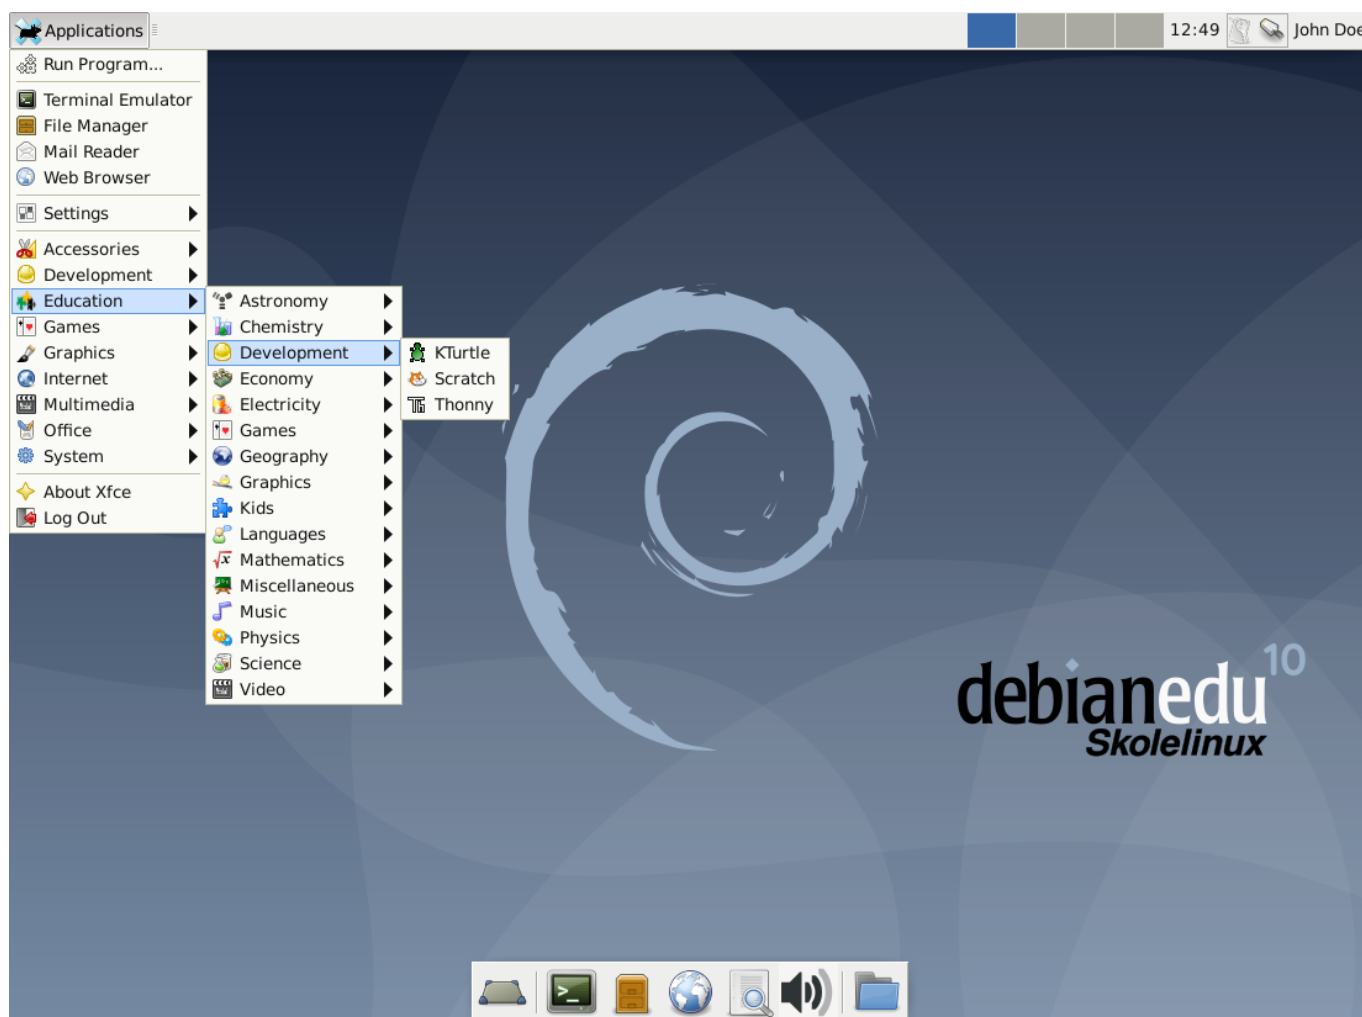 Applications
12:49
John Doe
Run Program...
Terminal Emulator
File Manager
Mail Reader
Web Browser
Settings
Accessories
Development
Education
Games
Graphics
Internet
Multimedia
Office
System
About Xfce
Log Out
Astronomy
Chemistry
Development
Economy
Electricity
Games
Geography
Graphics
Kids
Languages
Mathematics
Miscellaneous
Music
Physics
Science
Video
KTurtle
Scratch
Thonny
debianedu 10
Skolelinux